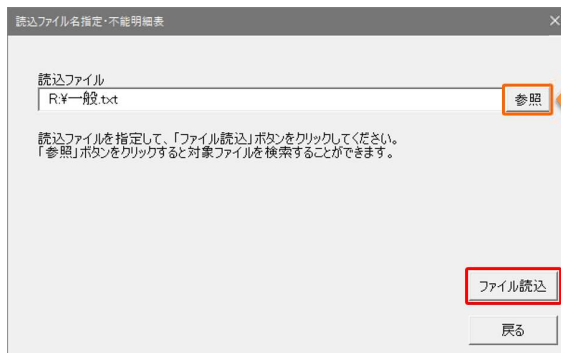 読込ファイル名指定・不能明細表
読込ファイル
R:¥一般.txt
参照
読込ファイルを指定して、「ファイル読込」ボタンをクリックしてください。
「参照」ボタンをクリックすると対象ファイルを検索することができます。
ファイル読込
戻る